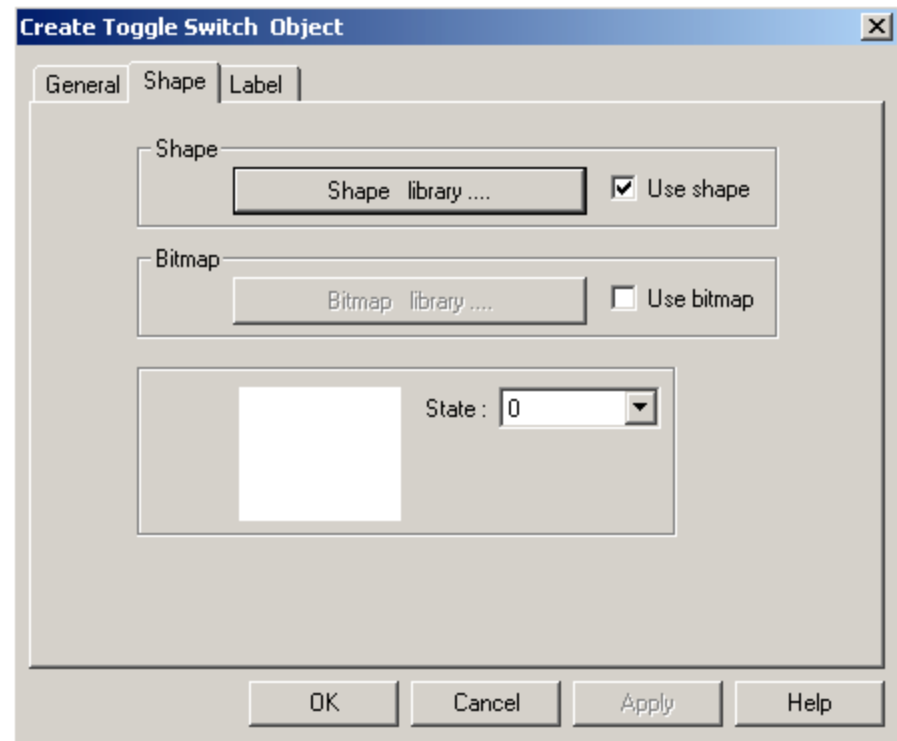 Create Toggle Switch Object
General Shape Label
Shape
Shape library .... Use shape
Bitmap
Bitmap library .... Use bitmap
State : 0
OK Cancel Apply Help